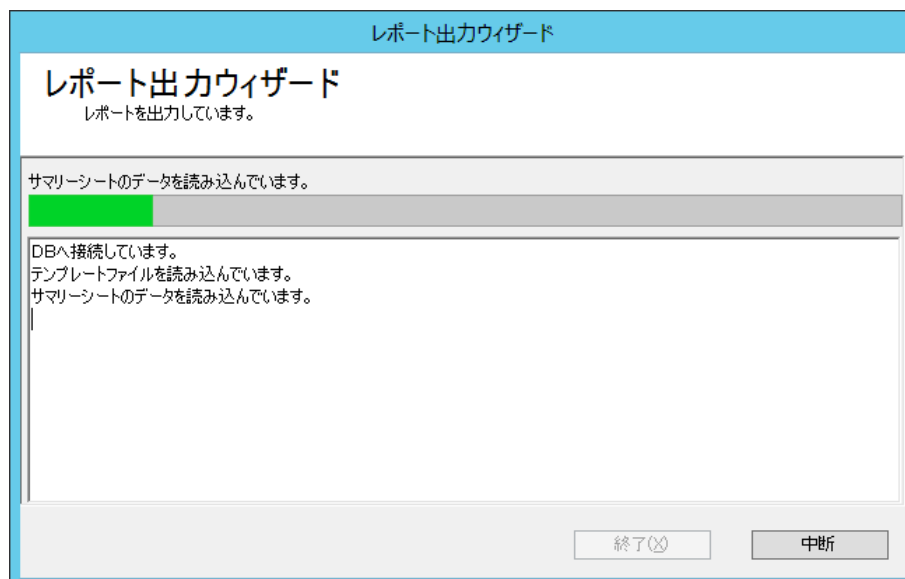 レポート出力ウィザード
レポート出力ウィザード
レポートを出力しています。
サマリーシートのデータを読み込んでいます。
DBへ接続しています。
テンプレートファイルを読み込んでいます。
サマリーシートのデータを読み込んでいます。
終了(X)
中断